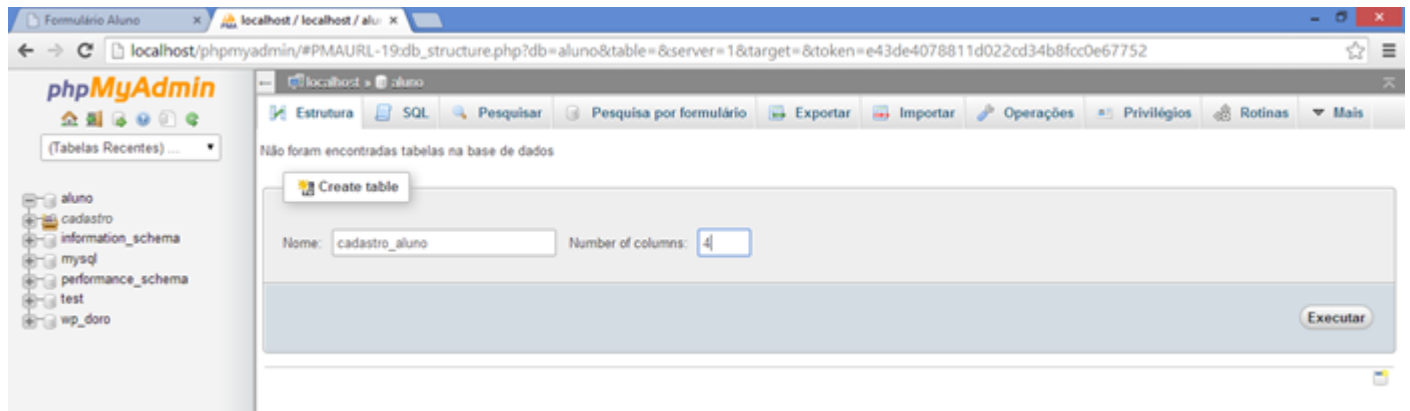 Formulário Aluno
localhost / localhost / alu
localhost/phpmyadmin/#PMAURL-19:db_structure.php?db=aluno&table=&server=1&target=&token=e43de4078811d022cd34b8fcc0e67752
phpMyAdmin
(Tabelas Recentes) ...
aluno
cadastro
information_schema
mysql
performance_schema
test
wp_doro
localhost » aluno
Estrutura SQL Pesquisar Pesquisa por formulário Exportar Importar Operações Privilégios Rotinas Mais
Não foram encontradas tabelas na base de dados
Create table
Nome: cadastro_aluno Number of columns: 4
Executar